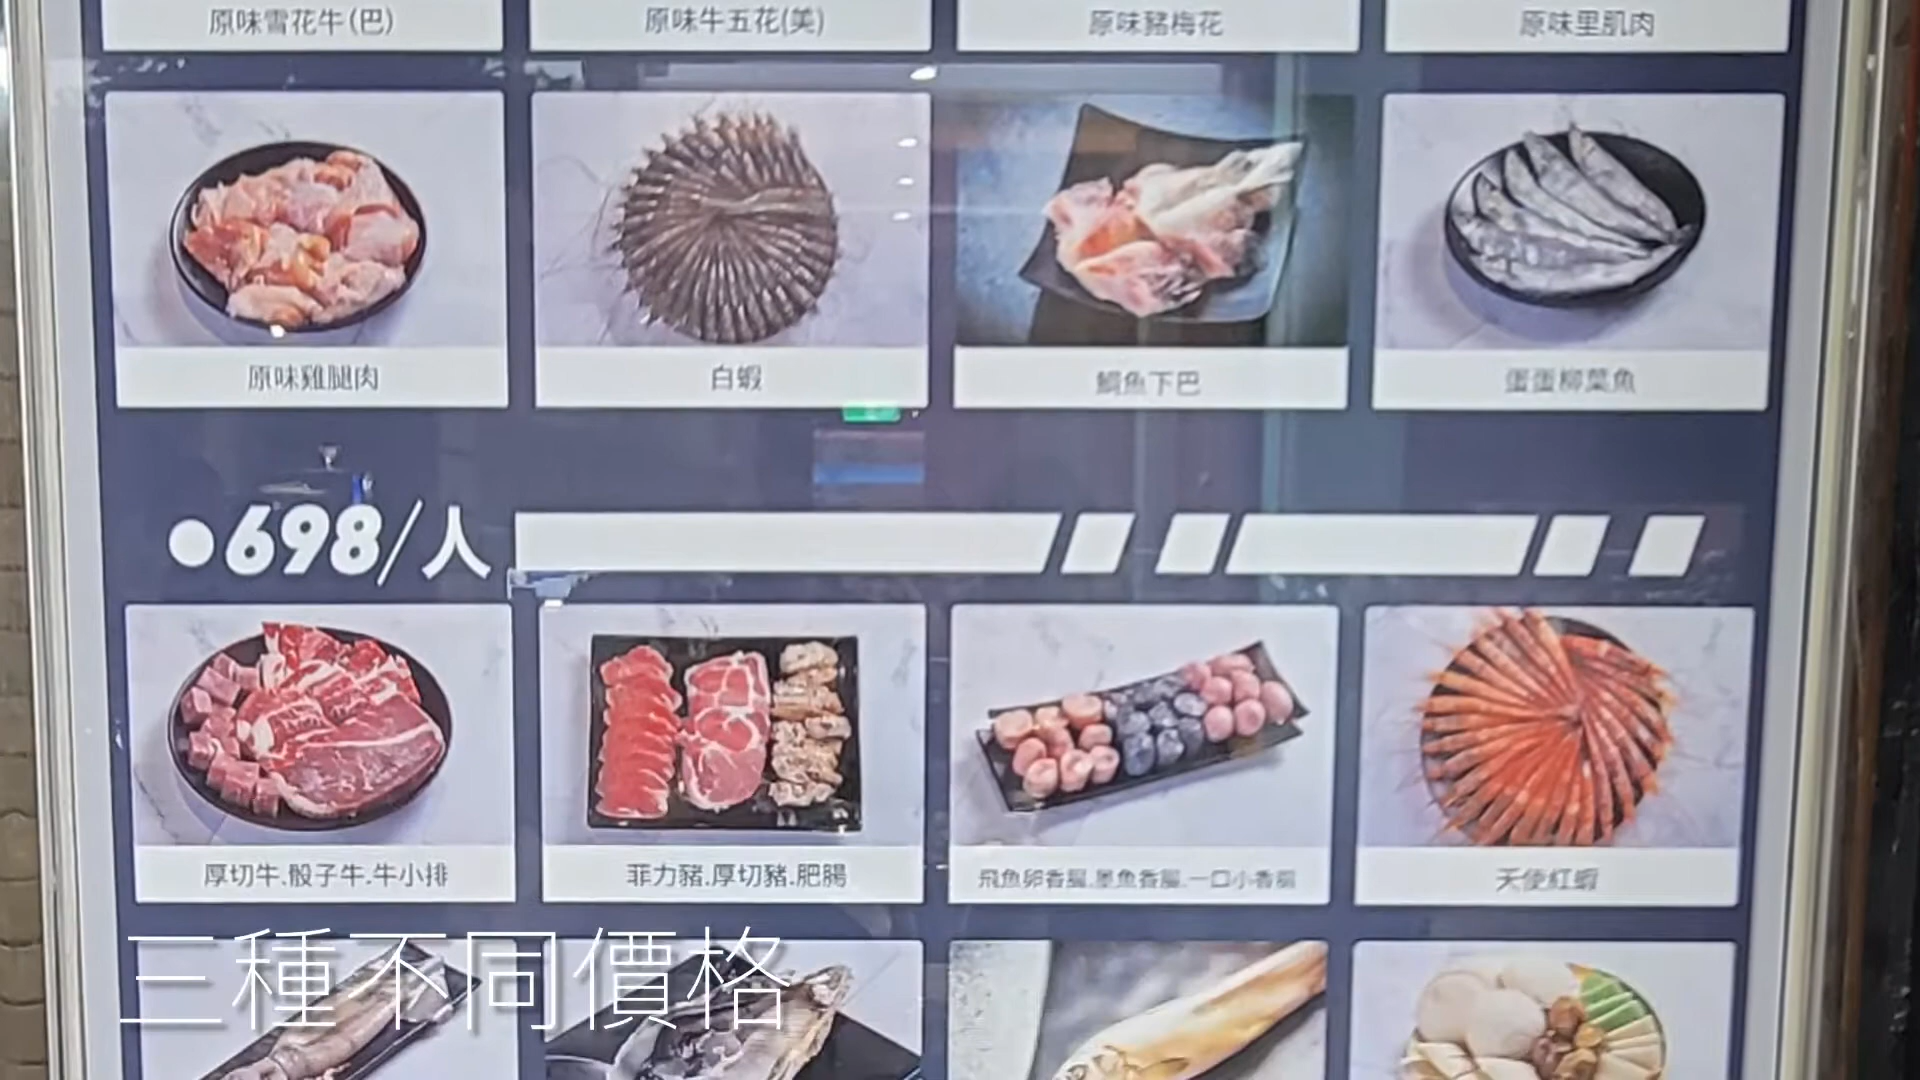 原味雪花牛(巴)
原味牛五花(美)
原味豬梅花
原味里肌肉
原味雞腿肉
白蝦
鯛魚下巴
蛋蛋柳葉魚
698/人
厚切牛.骰子牛.牛小排
菲力豬.厚切豬.肥腸
飛魚卵香腸.墨魚香腸.一口小香腸
天使紅蝦
三種不同價格